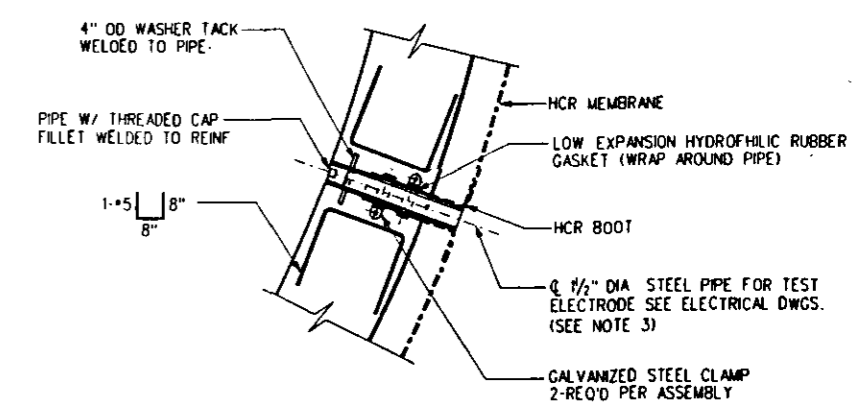 4" OD WASHER TACK
WELDED TO PIPE.
PIPE W/ THREADED CAP
FILLET WELDED TO REINF
1-#5
8"
8"
HCR MEMBRANE
LOW EXPANSION HYDROFHILIC RUBBER
GASKET (WRAP AROUND PIPE)
HCR BOOT
℄ 1½" DIA STEEL PIPE FOR TEST
ELECTRODE SEE ELECTRICAL DWGS.
(SEE NOTE 3)
GALVANIZED STEEL CLAMP
2-REQ'D PER ASSEMBLY